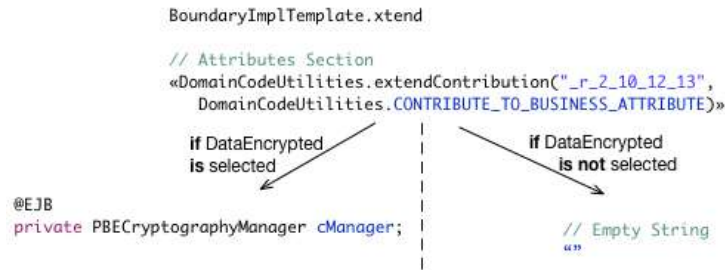 BoundaryImplTemplate.xtend
// Attributes Section
«DomainCodeUtilities.extendContribution("_r_2_10_12_13",
DomainCodeUtilities.CONTRIBUTE_TO_BUSINESS_ATTRIBUTE)»
if DataEncrypted
is selected
if DataEncrypted
is not selected
@EJB
private PBECryptographyManager cManager;
// Empty String
“”